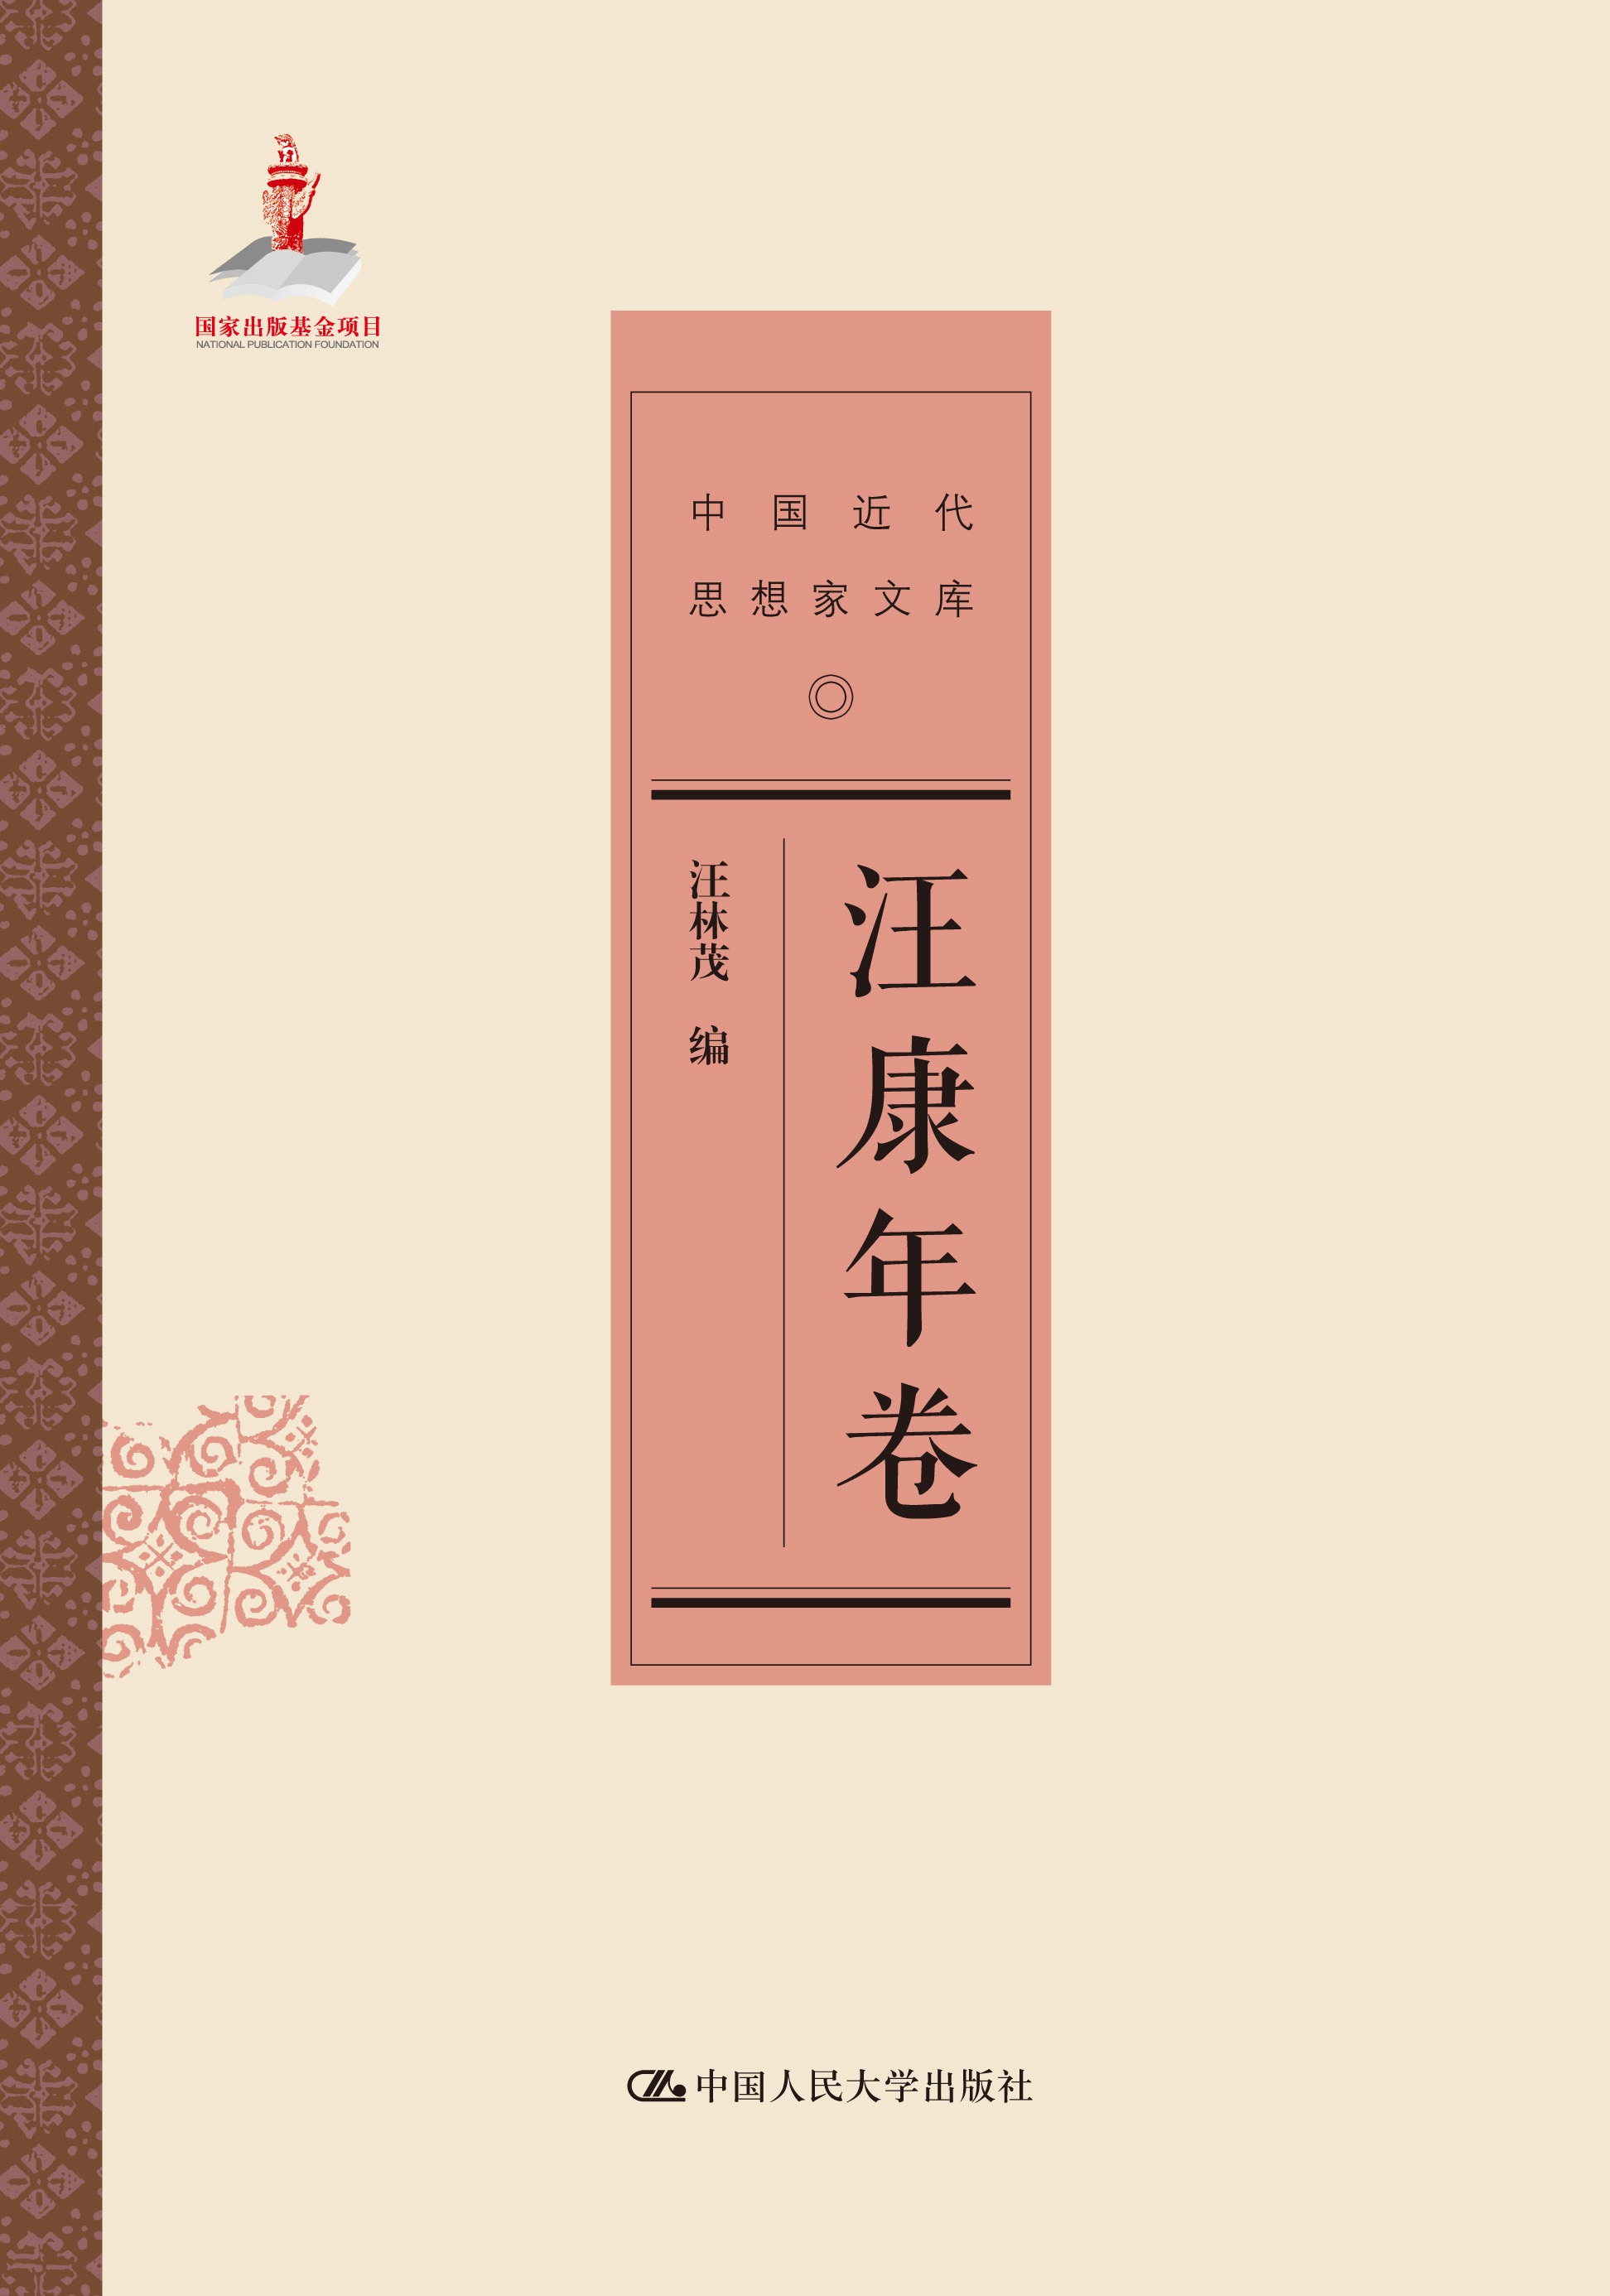 国家出版基金项目
NATIONAL PUBLICATION FOUNDATION
中国近代
思想家文库
汪康年卷
汪林茂 编
中国人民大学出版社